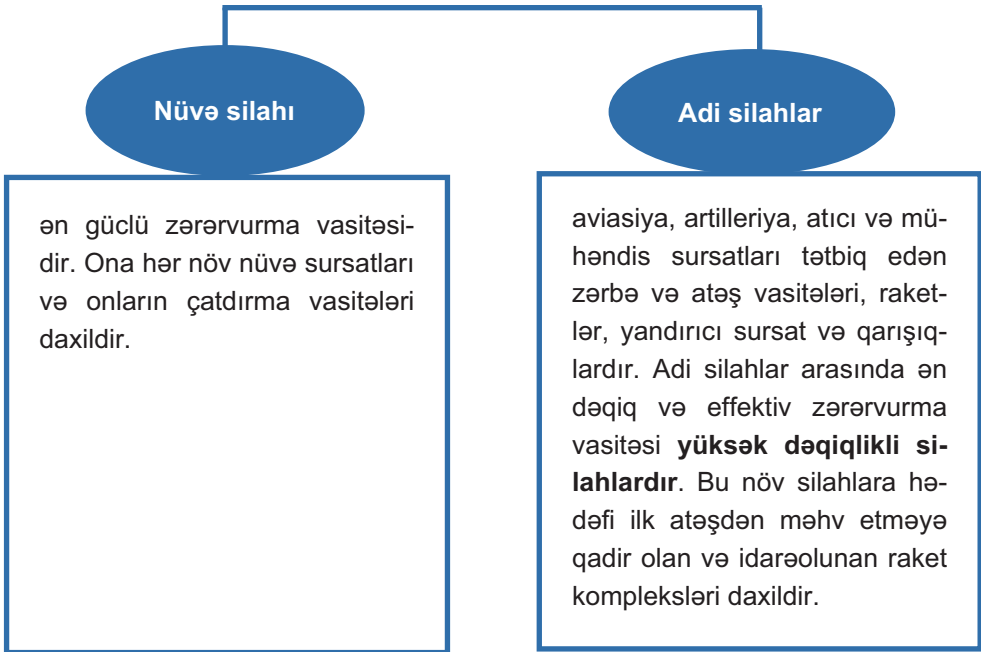 Nüvə silahı
ən güclü zərərvurma vasitəsi-
dir. Ona hər növ nüvə sursatları
və onların çatdırma vasitələri
daxildir.
Adi silahlar
aviasiya, artilleriya, atıcı və mü-
həndis sursatları tətbiq edən
zərbə və atəş vasitələri, raket-
lər, yandırıcı sursat və qarışıq-
lardır. Adi silahlar arasında ən
dəqiq və effektiv zərərvurma
vasitəsi yüksək dəqiqlikli si-
lahlardır. Bu növ silahlara hə-
dəfi ilk atəşdən məhv etməyə
qadir olan və idarəolunan raket
kompleksləri daxildir.